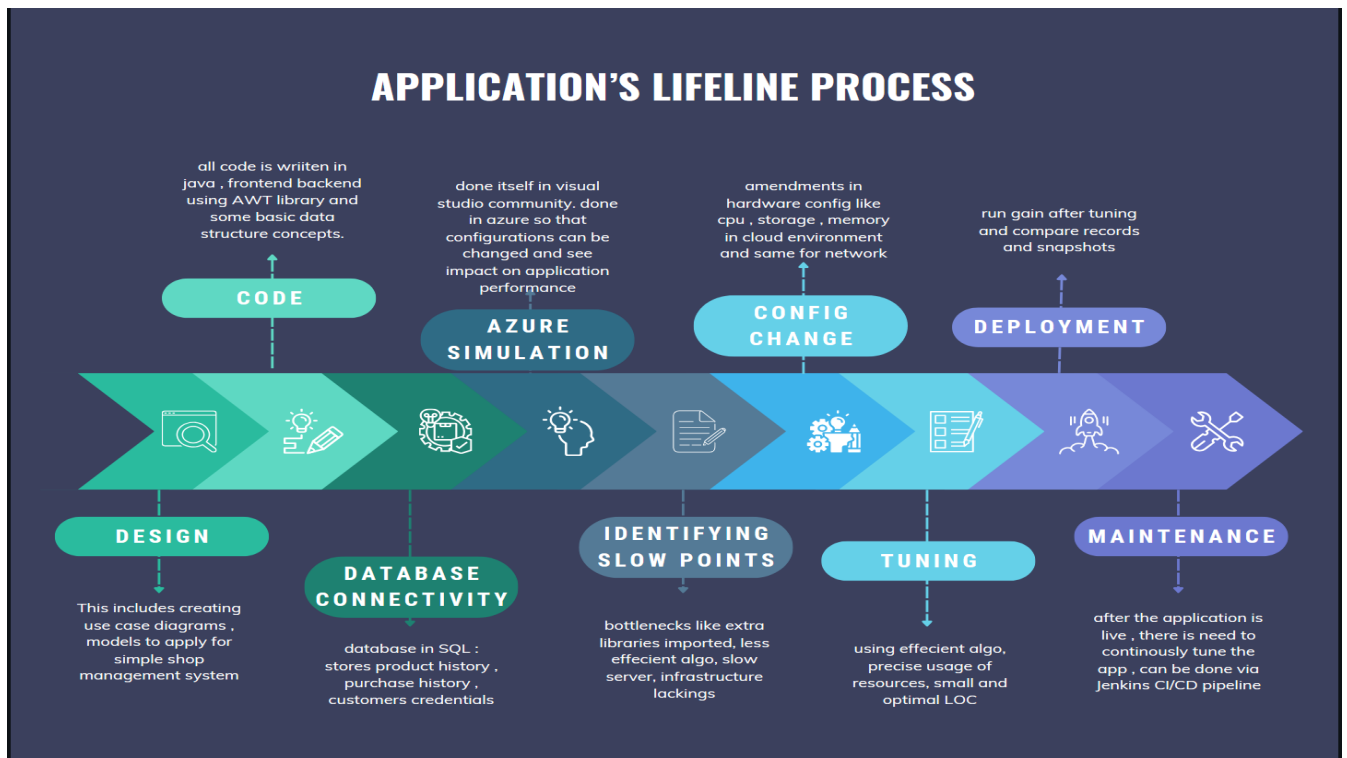 APPLICATION'S LIFELINE PROCESS
all code is wriiten in
java , frontend backend
using AWT library and
some basic data
structure concepts.
CODE
done itself in visual
studio community. done
in azure so that
configurations can be
changed and see
impact on application
performance
AZURE
SIMULATION
amendments in
hardware config like
cpu , storage , memory
in cloud environment
and same for network
CONFIG
CHANGE
run gain after tuning
and compare records
and snapshots
DEPLOYMENT
DESIGN
This includes creating
use case diagrams ,
models to apply for
simple shop
management system
DATABASE
CONNECTIVITY
database in SQL :
stores product history ,
purchase history ,
customers credentials
IDENTIFYING
SLOW POINTS
bottlenecks like extra
libraries imported, less
effecient algo, slow
server, infrastructure
lackings
TUNING
using effecient algo,
precise usage of
resources, small and
optimal LOC
MAINTENANCE
after the application is
live , there is need to
continously tune the
app , can be done via
Jenkins CI/CD pipeline